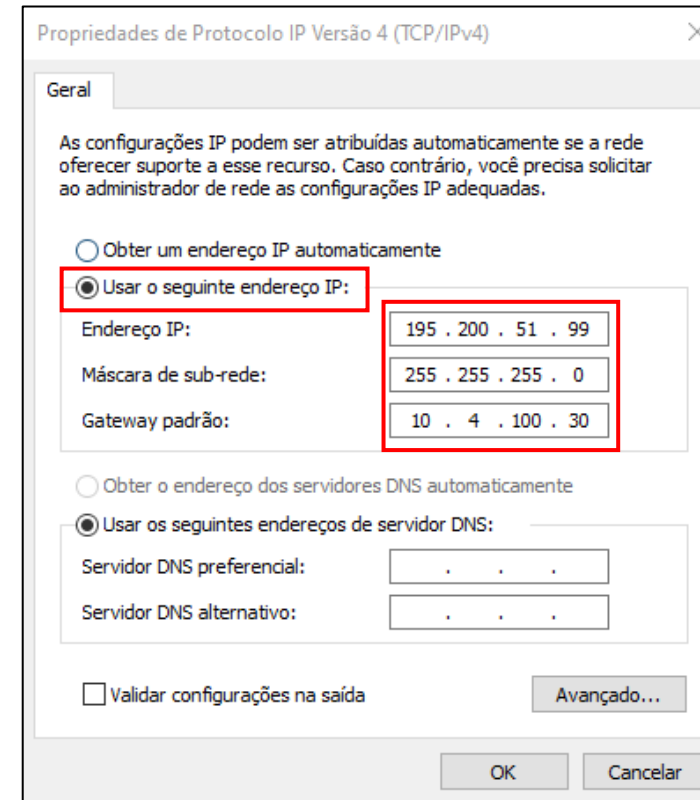 Propriedades de Protocolo IP Versão 4 (TCP/IPv4)
Geral
As configurações IP podem ser atribuídas automaticamente se a rede
oferecer suporte a esse recurso. Caso contrário, você precisa solicitar
ao administrador de rede as configurações IP adequadas.
Obter um endereço IP automaticamente
Usar o seguinte endereço IP:
Endereço IP: 195 . 200 . 51 . 99
Máscara de sub-rede: 255 . 255 . 255 . 0
Gateway padrão: 10 . 4 . 100 . 30
Obter o endereço dos servidores DNS automaticamente
Usar os seguintes endereços de servidor DNS:
Servidor DNS preferencial: . . .
Servidor DNS alternativo: . . .
Validar configurações na saída Avançado...
OK Cancelar